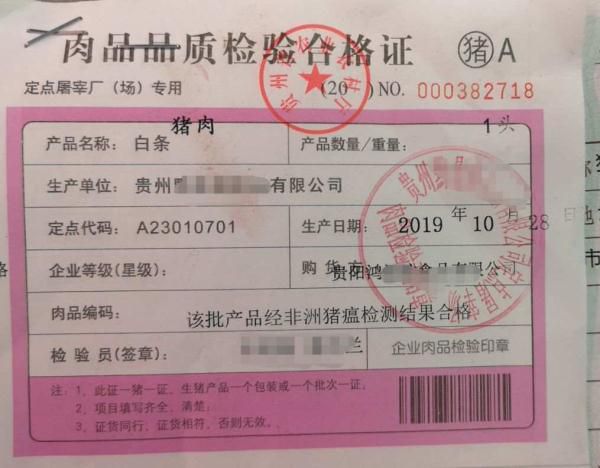 肉品品质检验合格证 猪A
定点屠宰厂（场）专用 （20 ）NO. 000382718
猪肉
产品名称： 白条 产品数量/重量： 1头
生产单位： 贵州 有限公司
定点代码： A23010701 生产日期： 2019 年 10 月 28 日
企业等级(星级)： 购 货 方： 贵阳鸿 食品有限公司
肉品编码： 该批产品经非洲猪瘟检测结果合格
检 验 员(签章)： 兰 企业肉品检验印章
注：1、此证一猪一证，生猪产品一个包装或一个批次一证；
2、项目填写齐全，清楚；
3、证货同行，证货相符，否则无效。